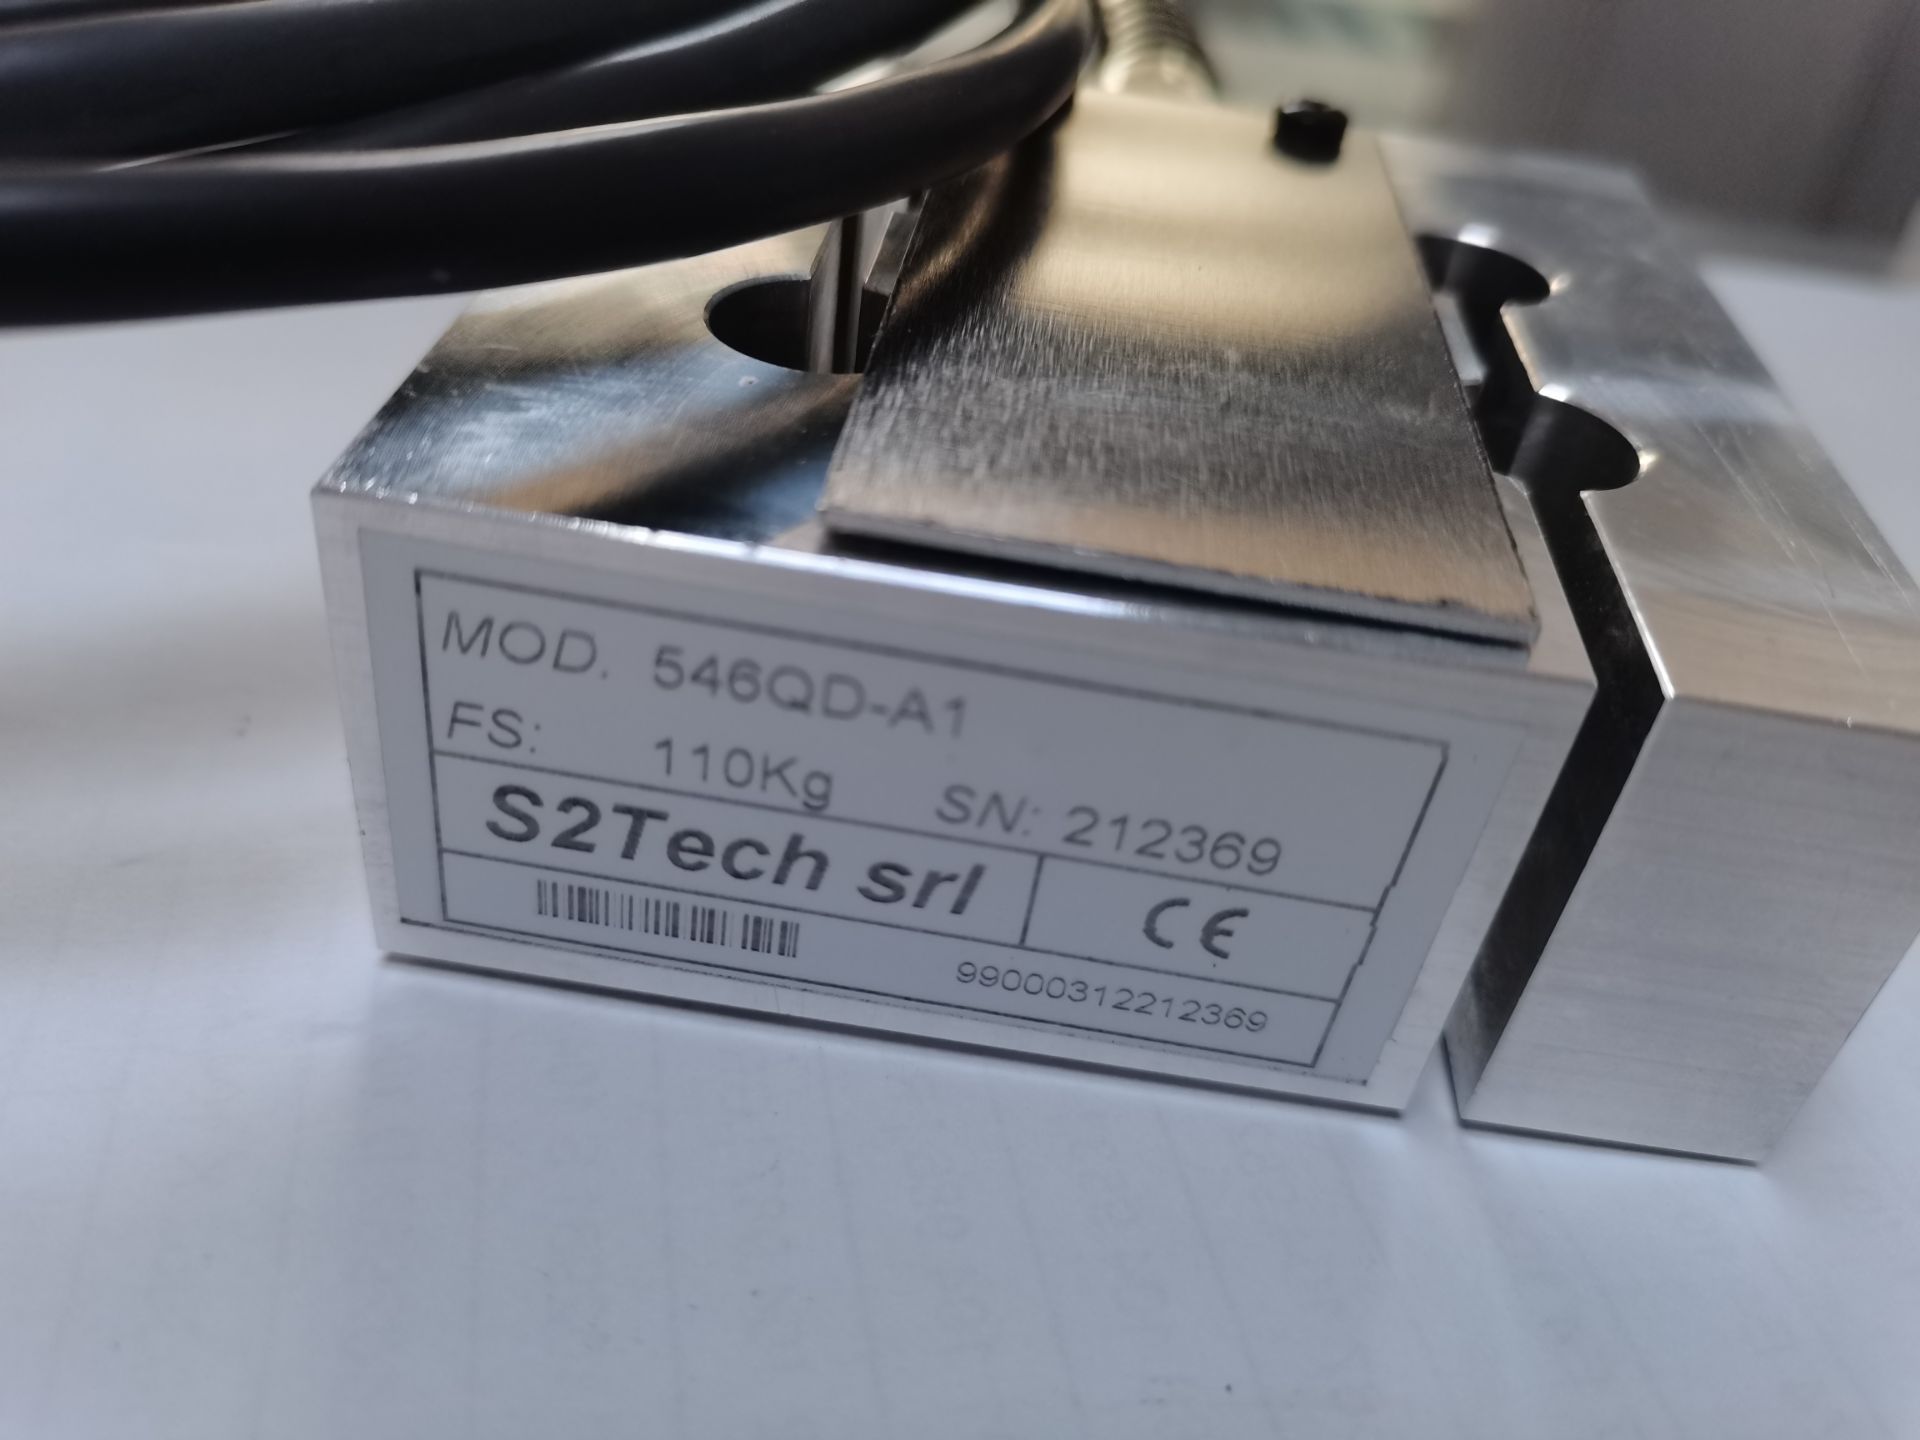 MOD. 546QD-A1
FS: 110Kg SN: 212369
S2Tech srl CE
99000312212369